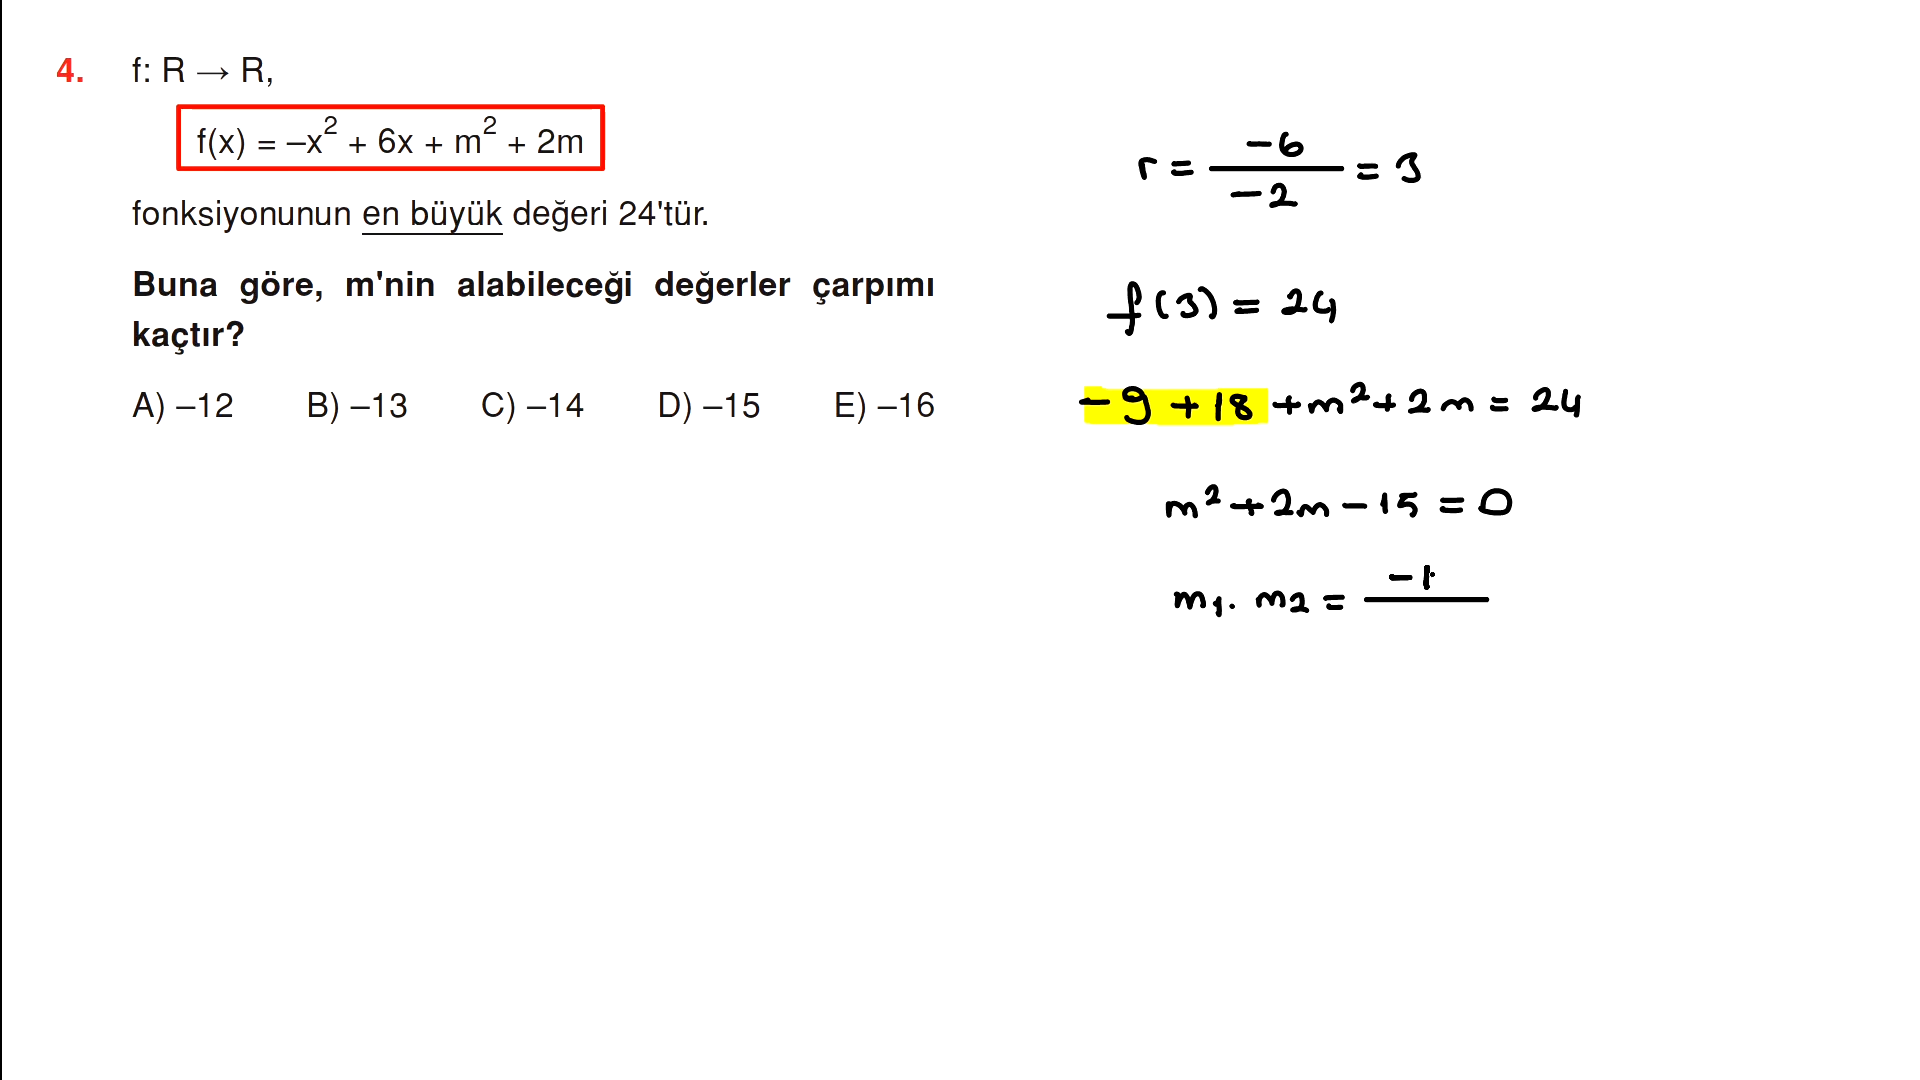 4. f: R → R,
f(x) = –x² + 6x + m² + 2m
fonksiyonunun en büyük değeri 24'tür.
Buna göre, m'nin alabileceği değerler çarpımı
kaçtır?
A) –12 B) –13 C) –14 D) –15 E) –16
r = -6/-2 = 3
f(3) = 24
-9 + 18 + m² + 2m = 24
m² + 2m - 15 = 0
m₁ . m₂ = -1